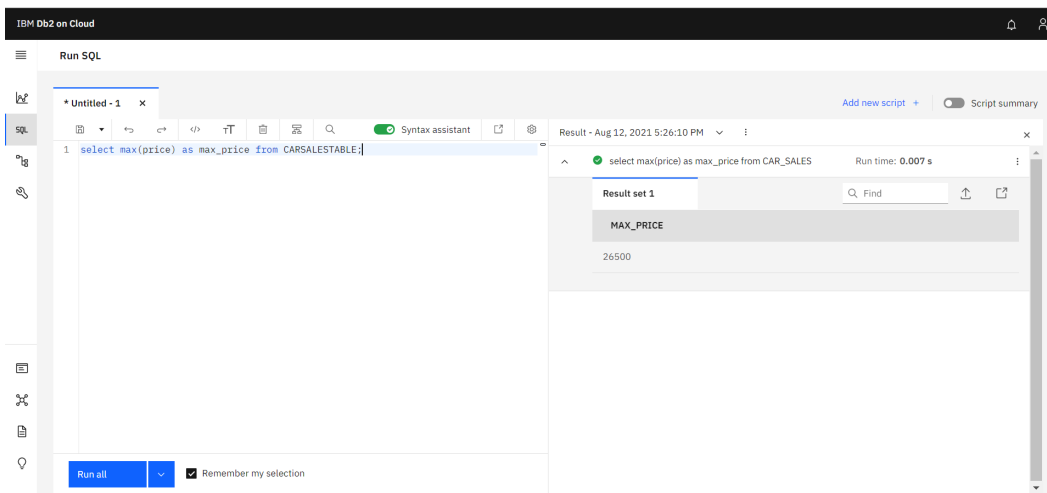 IBM Db2 on Cloud
Run SQL
* Untitled - 1 ×
Add new script +
Script summary
SQL
Syntax assistant
1 select max(price) as max_price from CARSALESTABLE;
Result - Aug 12, 2021 5:26:10 PM
select max(price) as max_price from CAR_SALES
Run time: 0.007 s
Result set 1
Find
MAX_PRICE
26500
Run all
Remember my selection